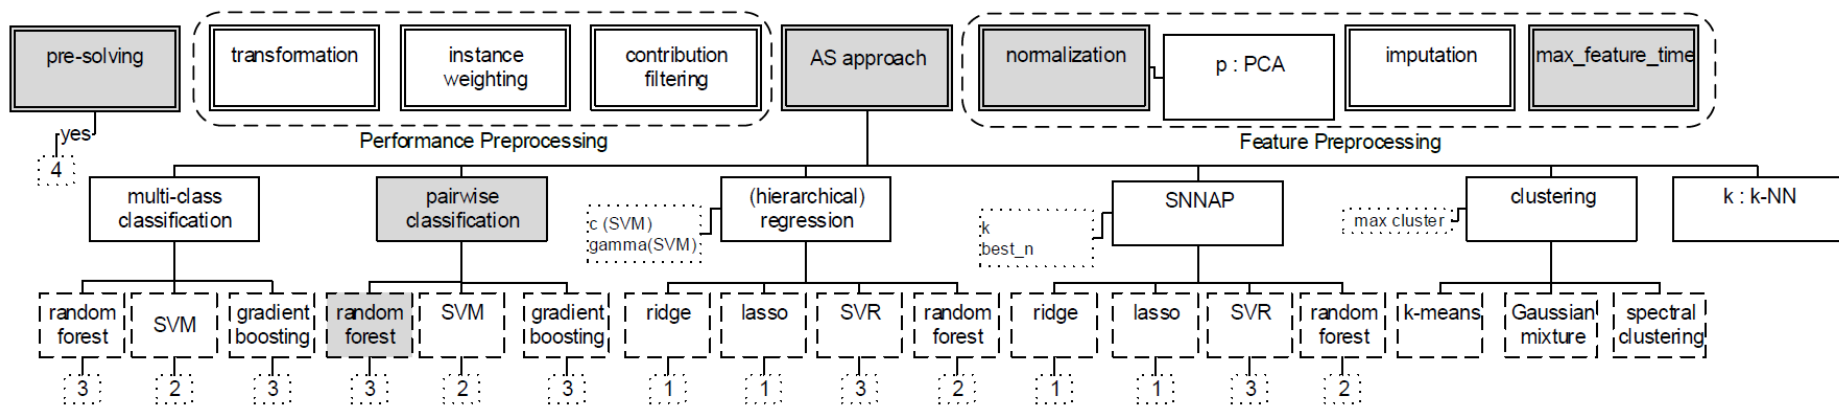 pre-solving
transformation
instance
weighting
contribution
filtering
AS approach
normalization
p : PCA
imputation
max_feature_time
yes
4
Performance Preprocessing
Feature Preprocessing
multi-class
classification
pairwise
classification
c (SVM)
gamma(SVM)
(hierarchical)
regression
k
best_n
SNNAP
max cluster
clustering
k : k-NN
random
forest
SVM
gradient
boosting
random
forest
SVM
gradient
boosting
ridge
lasso
SVR
random
forest
ridge
lasso
SVR
random
forest
k-means
Gaussian
mixture
spectral
clustering
3
2
3
3
2
3
1
1
3
2
1
1
3
2